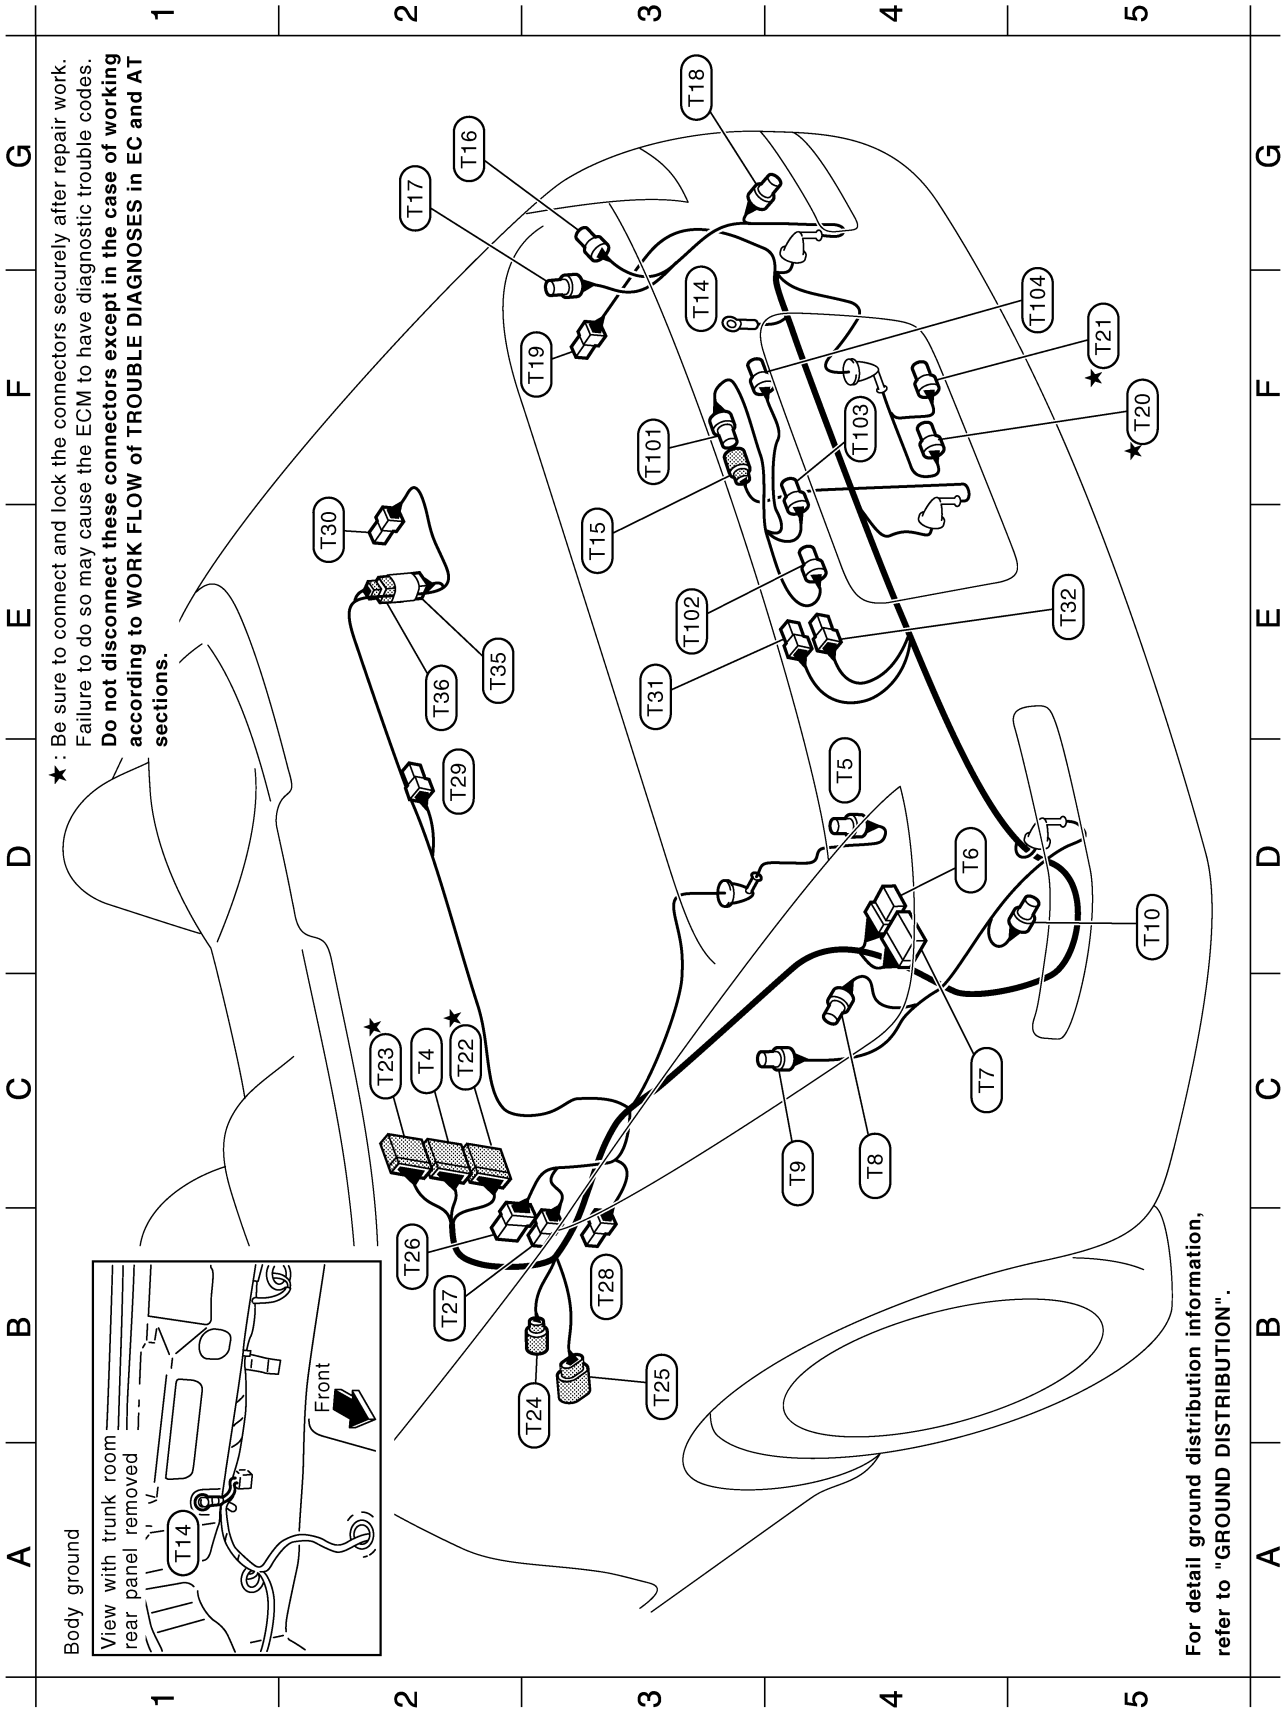 1 2 3 4 5
G
F
E
D
C
B
A
★: Be sure to connect and lock the connectors securely after repair work.
Failure to do so may cause the ECM to have diagnostic trouble codes.
Do not disconnect these connectors except in the case of working
according to WORK FLOW of TROUBLE DIAGNOSES in EC and AT
sections.
Body ground
View with trunk room
rear panel removed
T14
Front
T23 ★
T4
T22 ★
T26
T27
T28
T24
T25
T29
T36
T35
T30
T19
T17
T16
T18
T14
T101
T15
T104
T103
T21 ★
T20 ★
T102
T31
T32
T5
T6
T10
T7
T8
T9
For detail ground distribution information,
refer to "GROUND DISTRIBUTION".
G
F
E
D
C
B
A
1 2 3 4 5